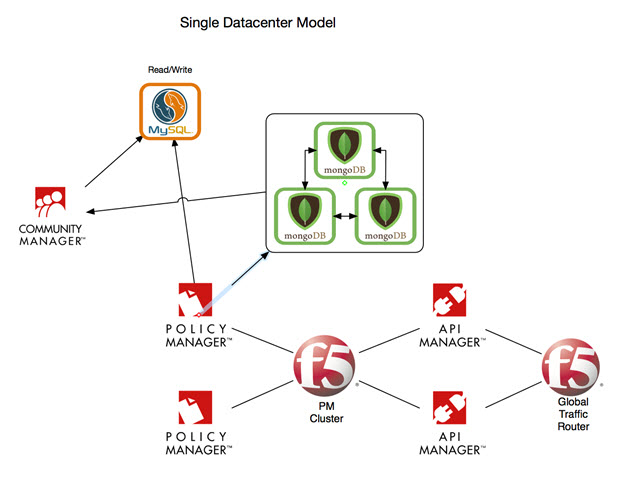 Single Datacenter Model
Read/Write
MySQL
mongoDB
mongoDB
mongoDB
COMMUNITY
MANAGER™
POLICY
MANAGER™
API
MANAGER™
f5
PM
Cluster
f5
Global
Traffic
Router
POLICY
MANAGER™
API
MANAGER™